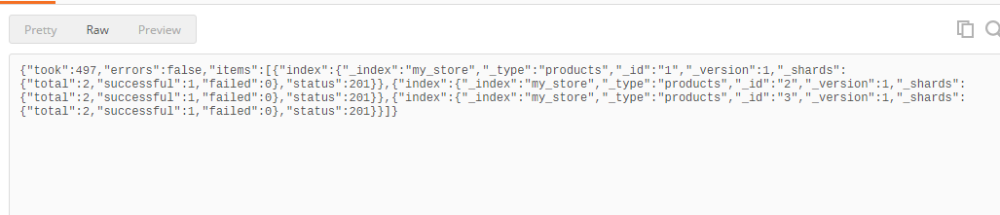 Pretty Raw Preview
{"took":497,"errors":false,"items":[{"index":{"_index":"my_store","_type":"products","_id":"1","_version":1,"_shards":
{"total":2,"successful":1,"failed":0},"status":201}},{"index":{"_index":"my_store","_type":"products","_id":"2","_version":1,"_shards":
{"total":2,"successful":1,"failed":0},"status":201}},{"index":{"_index":"my_store","_type":"products","_id":"3","_version":1,"_shards":
{"total":2,"successful":1,"failed":0},"status":201}}]}